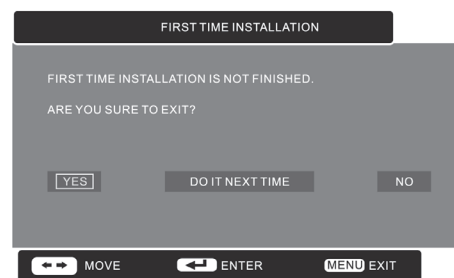 FIRST TIME INSTALLATION
FIRST TIME INSTALLATION IS NOT FINISHED.
ARE YOU SURE TO EXIT?
YES DO IT NEXT TIME NO
MOVE ENTER MENU EXIT